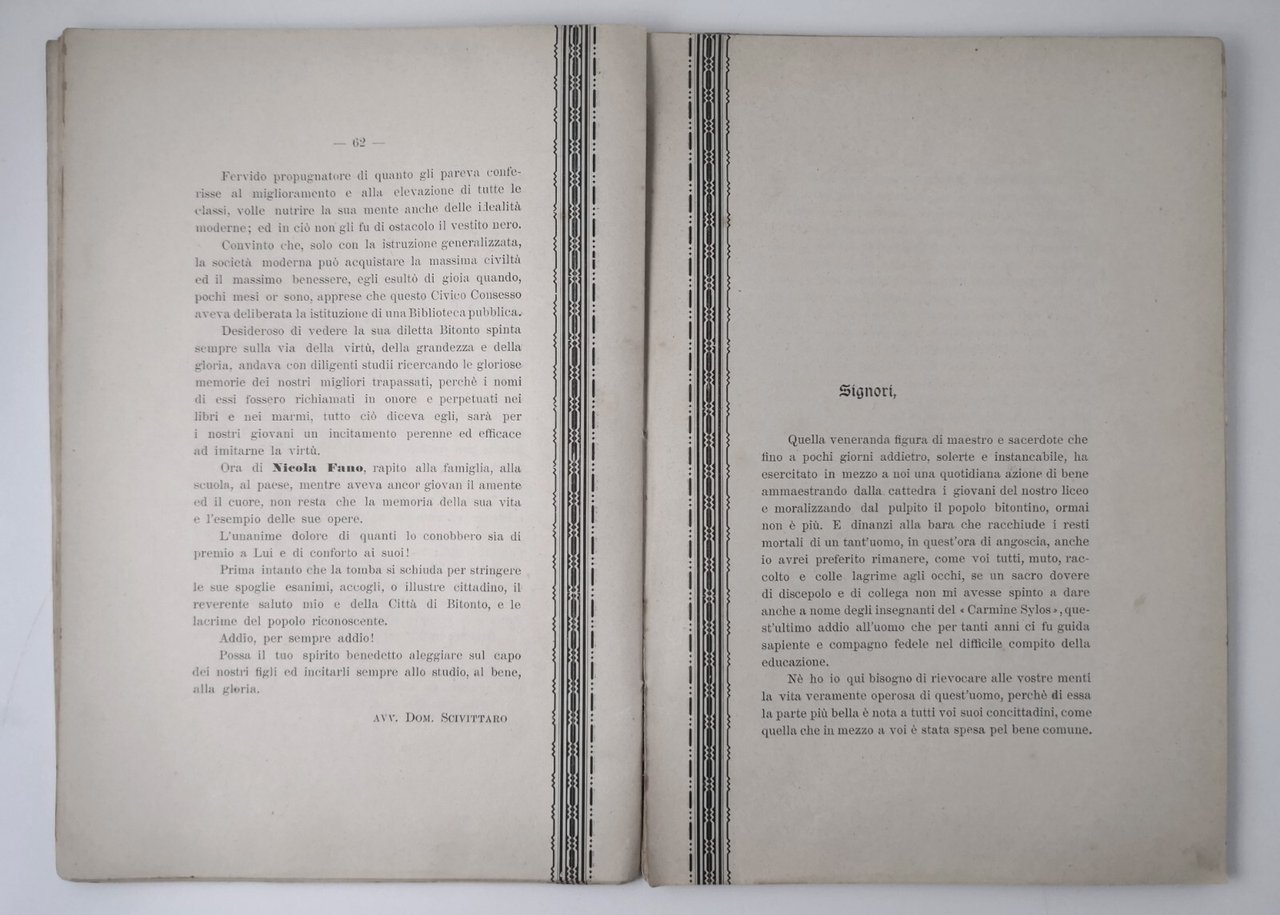 — 62 —
Fervido propugnatore di quanto gli pareva confe-
risse al miglioramento e alla elevazione di tutte le
classi, volle nutrire la sua mente anche delle idealità
moderne; ed in ciò non gli fu di ostacolo il vestito nero.
Convinto che, solo con la istruzione generalizzata,
la società moderna può acquistare la massima civiltà
ed il massimo benessere, egli esultò di gioia quando,
pochi mesi or sono, apprese che questo Civico Consesso
aveva deliberata la istituzione di una Biblioteca pubblica.
Desideroso di vedere la sua diletta Bitonto spinta
sempre sulla via della virtù, della grandezza e della
gloria, andava con diligenti studii ricercando le gloriose
memorie dei nostri migliori trapassati, perchè i nomi
di essi fossero richiamati in onore e perpetuati nei
libri e nei marmi, tutto ciò diceva egli, sarà per
i nostri giovani un incitamento perenne ed efficace
ad imitarne la virtù.
Ora di Nicola Fano, rapito alla famiglia, alla
scuola, al paese, mentre aveva ancor giovan il amente
ed il cuore, non resta che la memoria della sua vita
e l'esempio delle sue opere.
L'unanime dolore di quanti lo conobbero sia di
premio a Lui e di conforto ai suoi!
Prima intanto che la tomba si schiuda per stringere
le sue spoglie esanimi, accogli, o illustre cittadino, il
reverente saluto mio e della Città di Bitonto, e le
lacrime del popolo riconoscente.
Addio, per sempre addio!
Possa il tuo spirito benedetto aleggiare sul capo
dei nostri figli ed incitarli sempre allo studio, al bene,
alla gloria.
AVV. DOM. SCIVITTARO
Signori,
Quella veneranda figura di maestro e sacerdote che
fino a pochi giorni addietro, solerte e instancabile, ha
esercitato in mezzo a noi una quotidiana azione di bene
ammaestrando dalla cattedra i giovani del nostro liceo
e moralizzando dal pulpito il popolo bitontino, ormai
non è più. E dinanzi alla bara che racchiude i resti
mortali di un tant'uomo, in quest'ora di angoscia, anche
io avrei preferito rimanere, come voi tutti, muto, rac-
colto e colle lagrime agli occhi, se un sacro dovere
di discepolo e di collega non mi avesse spinto a dare
anche a nome degli insegnanti del « Carmine Sylos », que-
st'ultimo addio all'uomo che per tanti anni ci fu guida
sapiente e compagno fedele nel difficile compito della
educazione.
Nè ho io qui bisogno di rievocare alle vostre menti
la vita veramente operosa di quest'uomo, perchè di essa
la parte più bella è nota a tutti voi suoi concittadini, come
quella che in mezzo a voi è stata spesa pel bene comune.